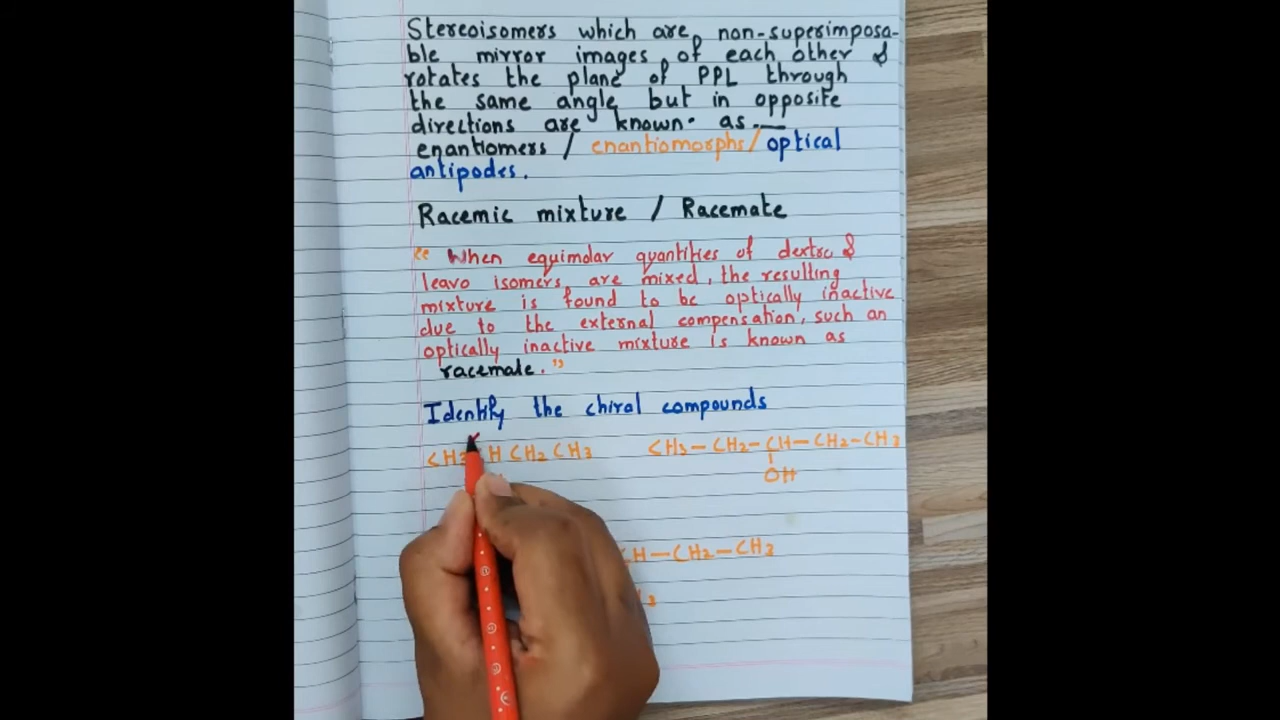 Stereoisomers which are non-superimposa-
ble mirror images of each other &
rotates the plane of PPL through
the same angle but in opposite
directions are known as —
enantiomers / enantiomorphs / optical
antipodes.
Racemic mixture / Racemate
“ When equimolar quantities of dextro &
leavo isomers are mixed, the resulting
mixture is found to be optically inactive
due to the external compensation, such an
optically inactive mixture is known as
racemate. ”
Identify the chiral compounds
CH3 H CH2 CH3 CH3 — CH2 — CH — CH2 — CH3
OH
CH — CH2 — CH3